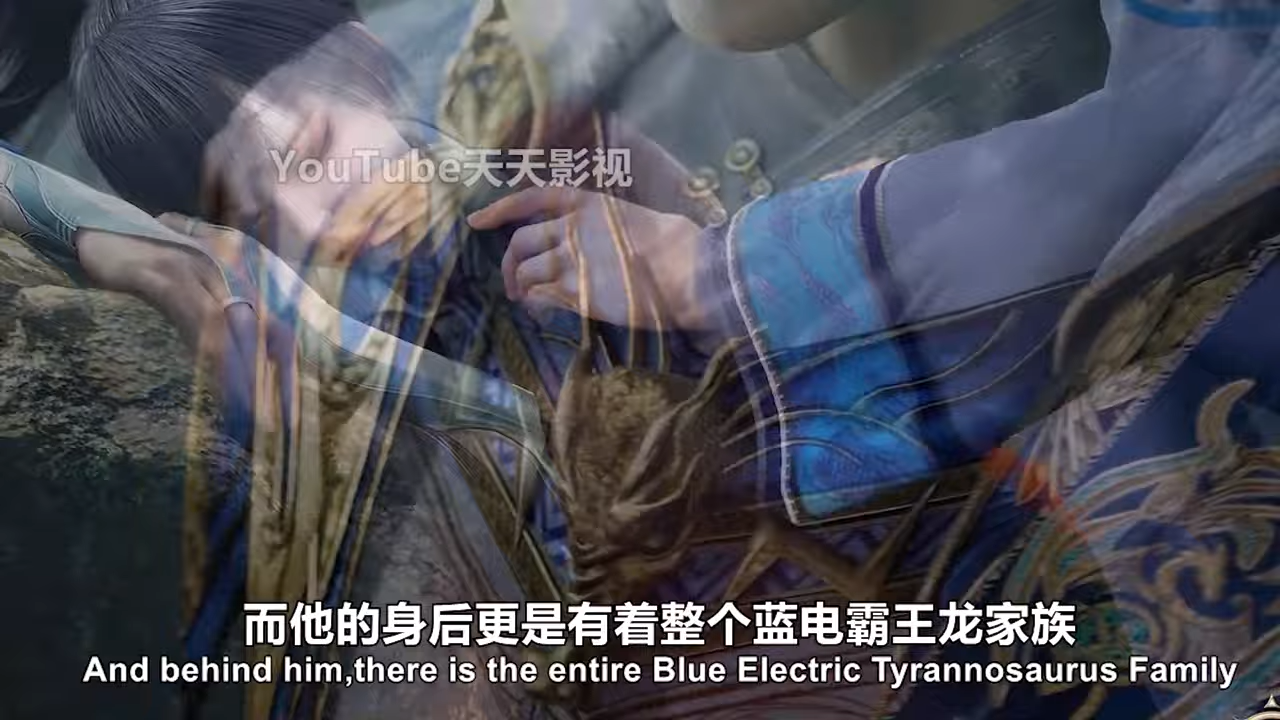 YouTube天天影视
而他的身后更是有着整个蓝电霸王龙家族
And behind him,there is the entire Blue Electric Tyrannosaurus Family